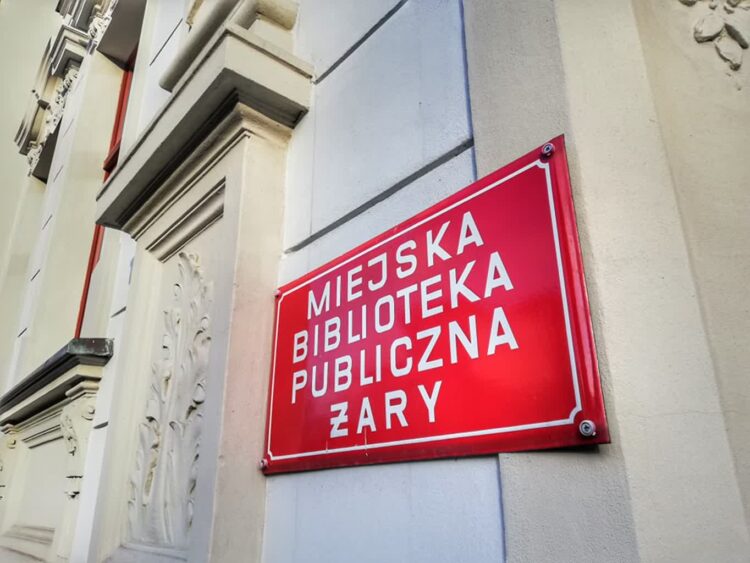 MIEJSKA
BIBLIOTEKA
PUBLICZNA
ŻARY